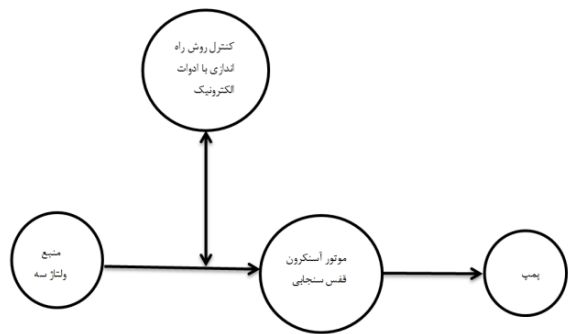 کنترل روش راه
اندازی با ادوات
الکترونیک
منبع
ولتاژ سه
موتور آسنکرون
قفس سنجابی
پمپ